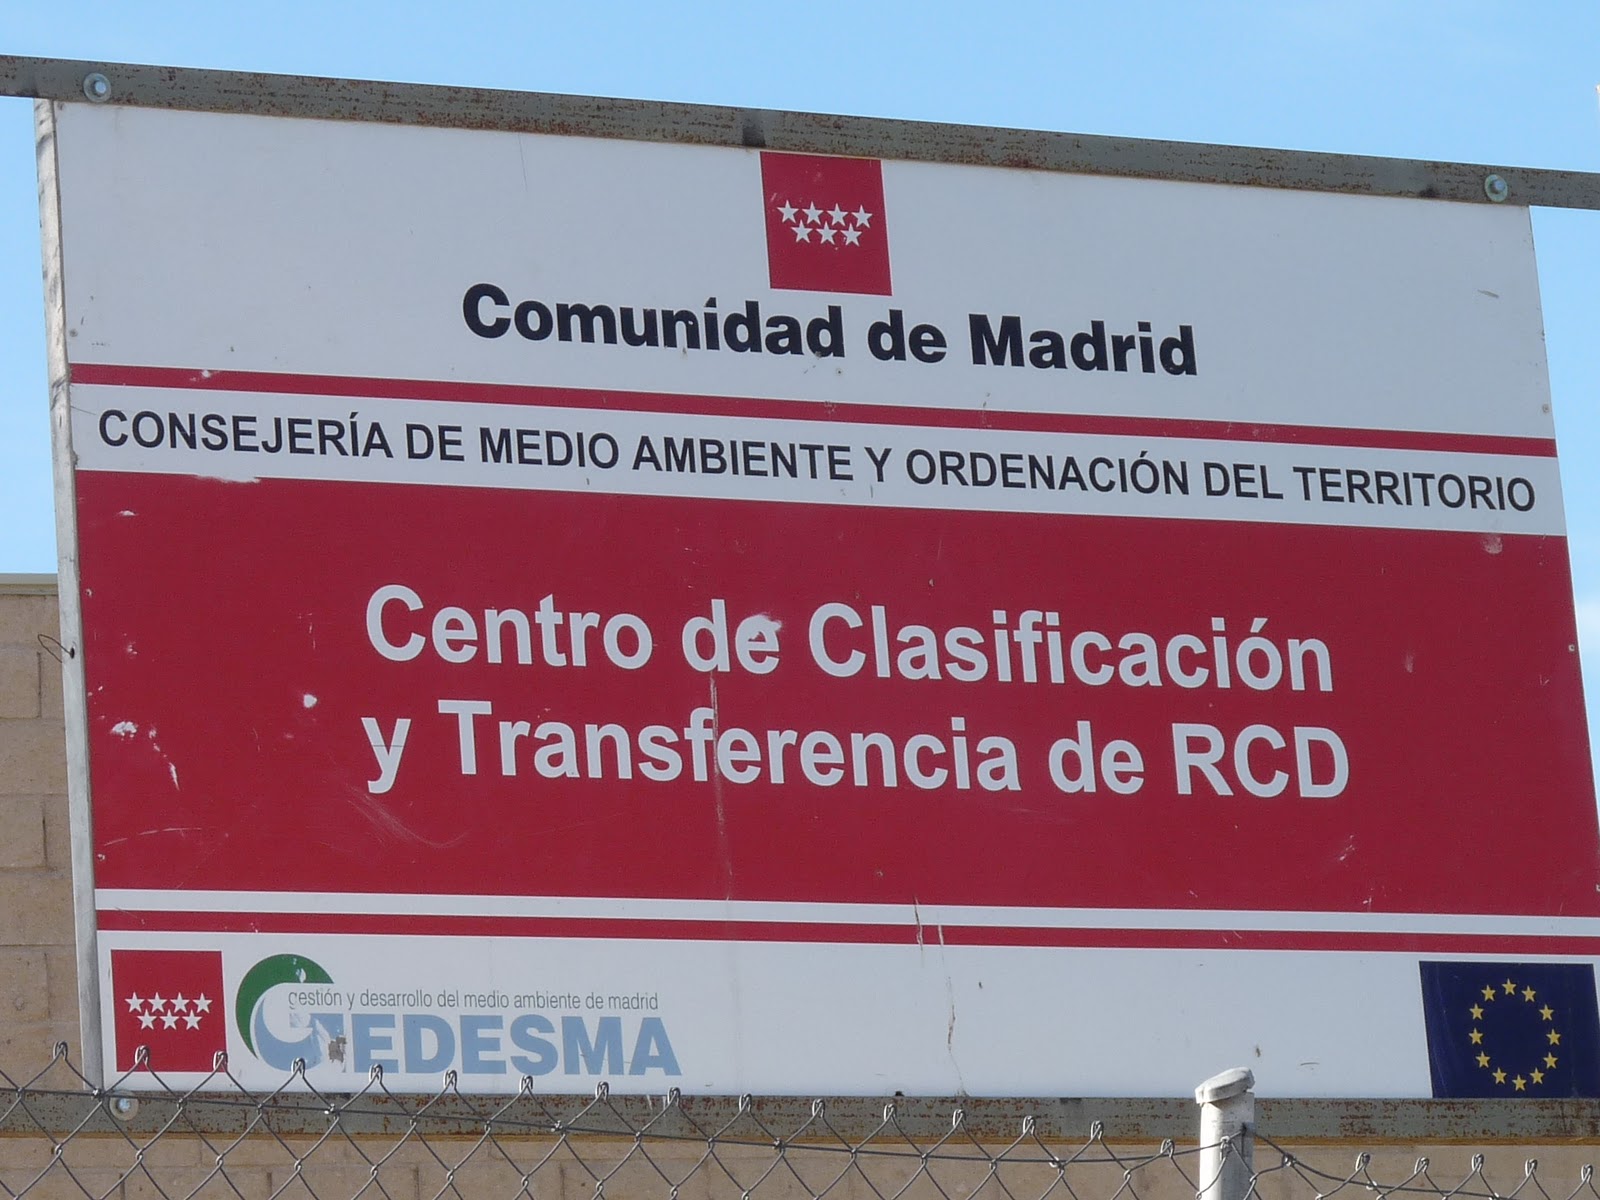 Comunidad de Madrid
CONSEJERÍA DE MEDIO AMBIENTE Y ORDENACIÓN DEL TERRITORIO
Centro de Clasificación
y Transferencia de RCD
gestión y desarrollo del medio ambiente de madrid
GEDESMA